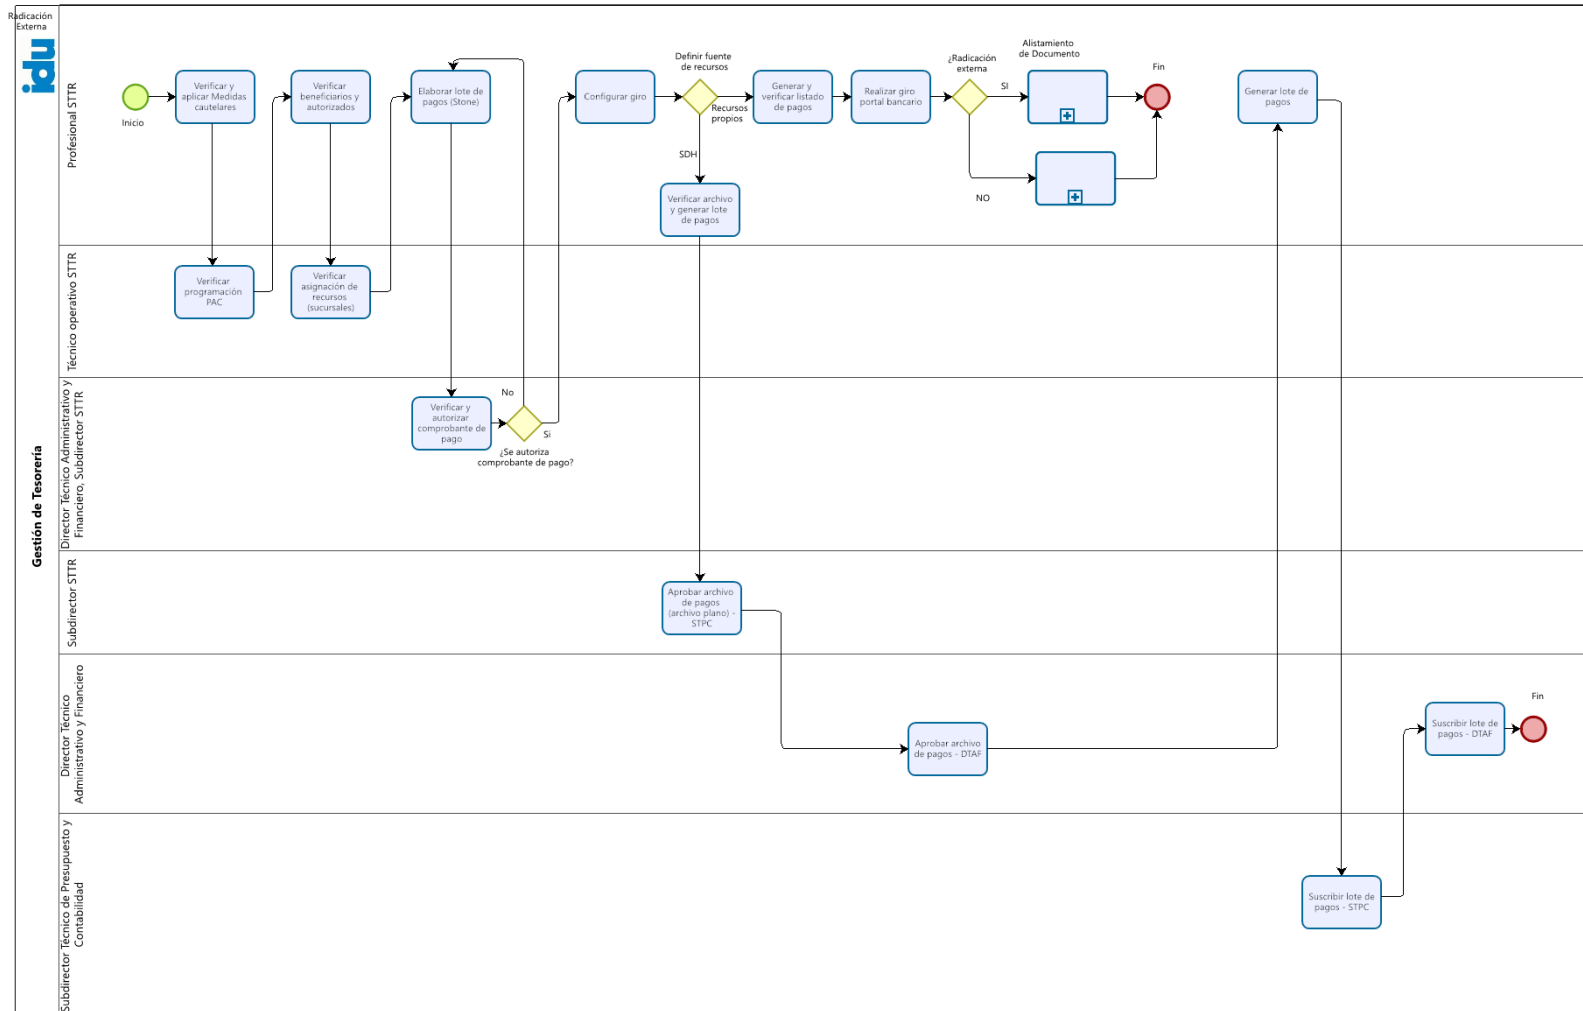 Radicación
Externa
idu
Gestión de Tesorería
Profesional STTR
Inicio
Verificar y
aplicar Medidas
cautelares
Verificar
beneficiarios y
autorizados
Elaborar lote de
pagos (Stone)
Configurar giro
Definir fuente
de recursos
Recursos
propios
SDH
Generar y
verificar listado
de pagos
Realizar giro
portal bancario
¿Radicación
externa
SI
NO
Alistamiento
de Documento
Fin
Generar lote de
pagos
Verificar archivo
y generar lote
de pagos
Técnico operativo STTR
Verificar
programación
PAC
Verificar
asignación de
recursos
(sucursales)
Director Técnico Administrativo y
Financiero, Subdirector STTR
Verificar y
autorizar
comprobante de
pago
No
Si
¿Se autoriza
comprobante de pago?
Subdirector STTR
Aprobar archivo
de pagos
(archivo plano) -
STPC
Director Técnico
Administrativo y Financiero
Aprobar archivo
de pagos - DTAF
Suscribir lote de
pagos - DTAF
Fin
Subdirector Técnico de Presupuesto y
Contabilidad
Suscribir lote de
pagos - STPC